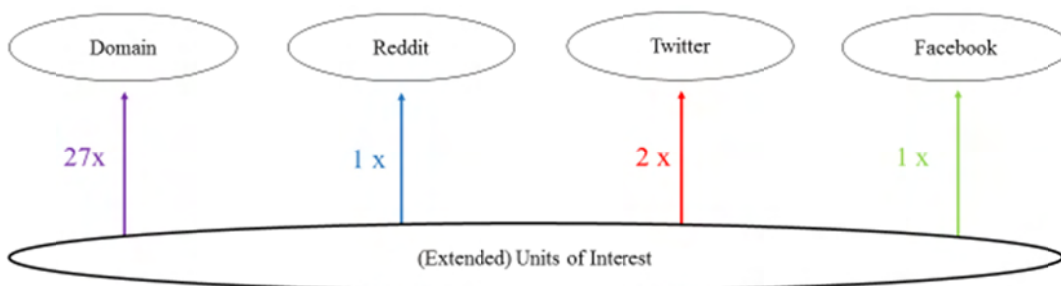 Domain
Reddit
Twitter
Facebook
27x
1 x
2 x
1 x
(Extended) Units of Interest